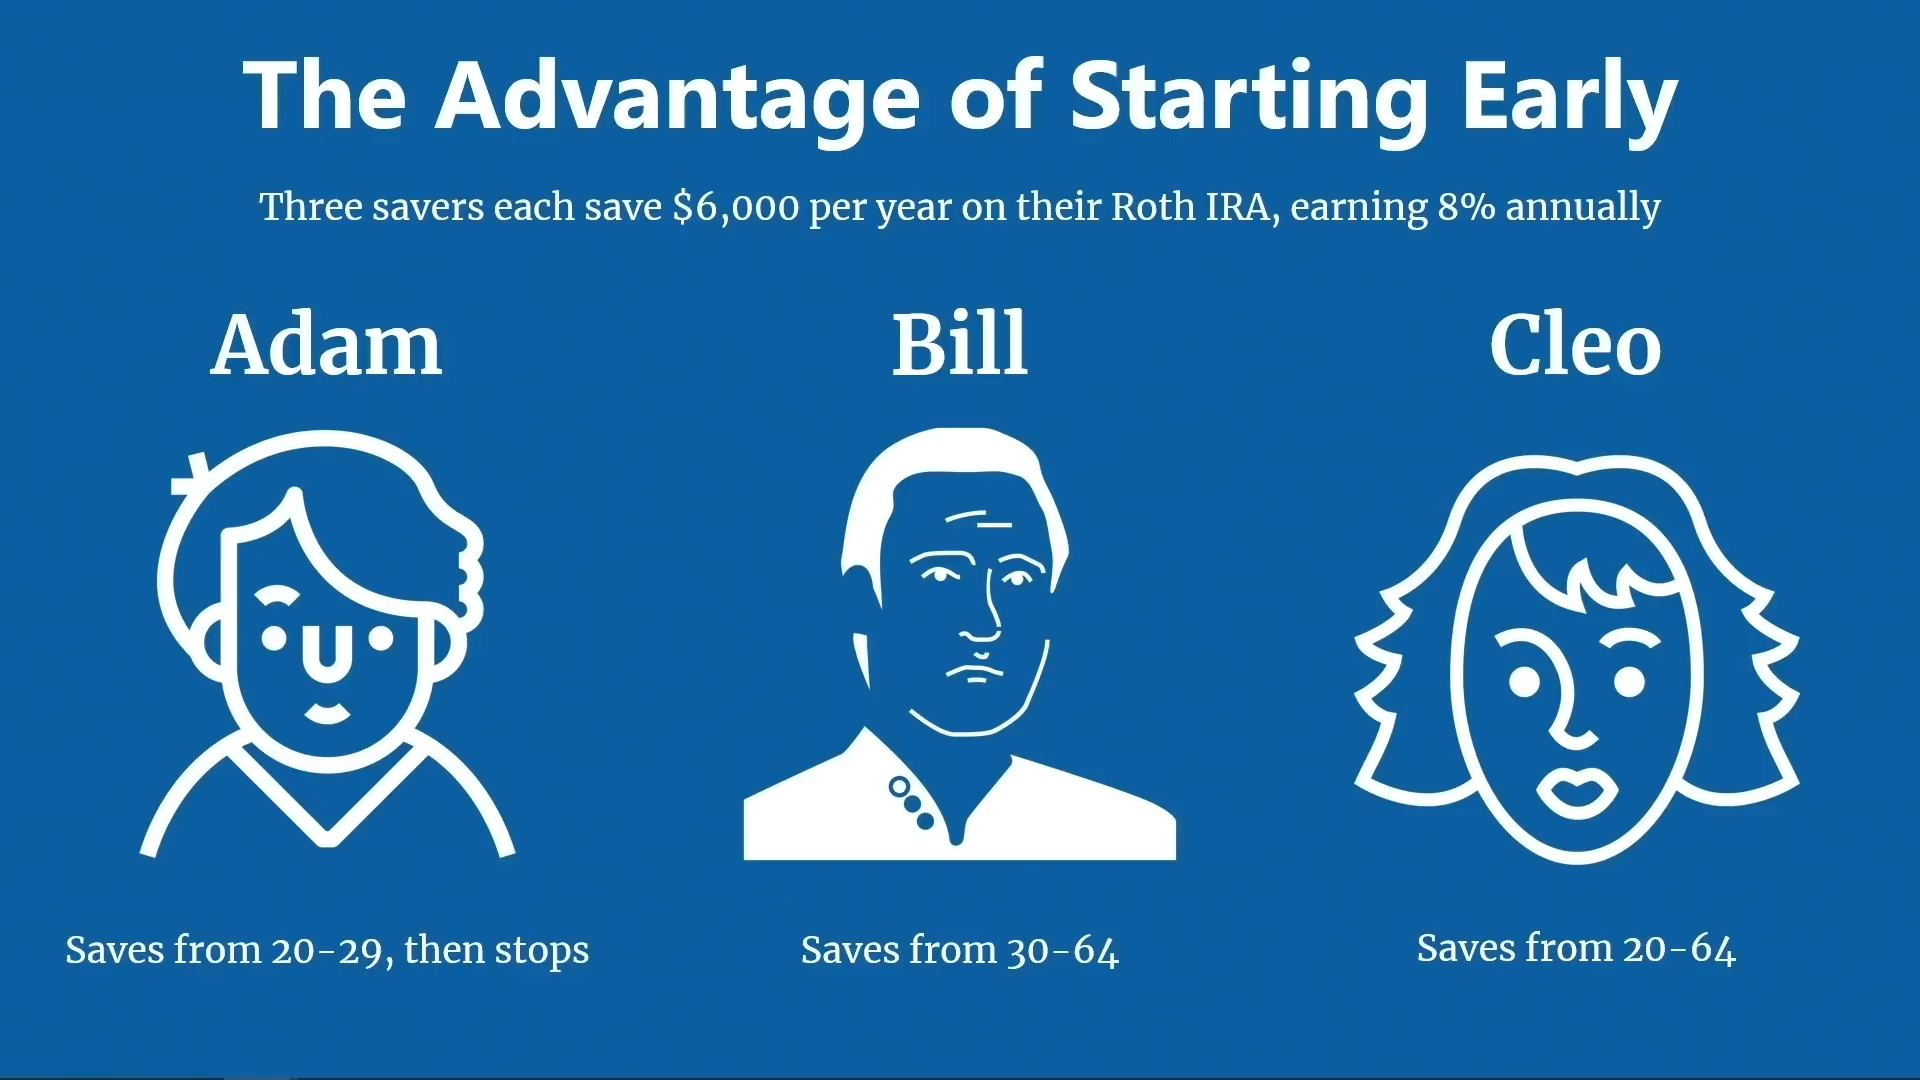 The Advantage of Starting Early
Three savers each save $6,000 per year on their Roth IRA, earning 8% annually
Adam
Bill
Cleo
Saves from 20-29, then stops
Saves from 30-64
Saves from 20-64